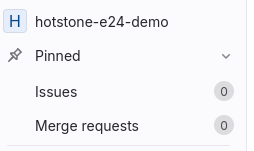 H hotstone-e24-demo
Pinned
Issues 0
Merge requests 0